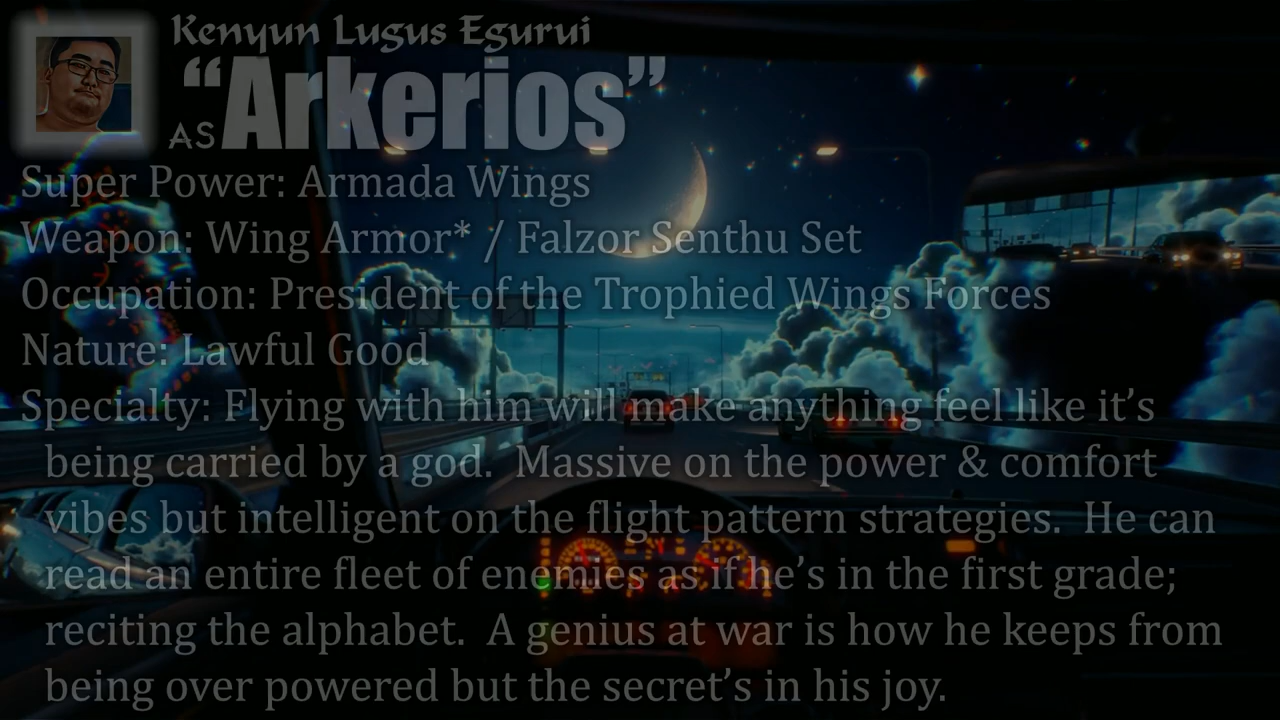 Kenyun Lugus Egurui
AS “Arkerios”
Super Power: Armada Wings
Weapon: Wing Armor* / Falzor Senthu Set
Occupation: President of the Trophied Wings Forces
Nature: Lawful Good
Specialty: Flying with him will make anything feel like it’s
being carried by a god.  Massive on the power & comfort
vibes but intelligent on the flight pattern strategies.  He can
read an entire fleet of enemies as if he’s in the first grade;
reciting the alphabet.  A genius at war is how he keeps from
being over powered but the secret’s in his joy.